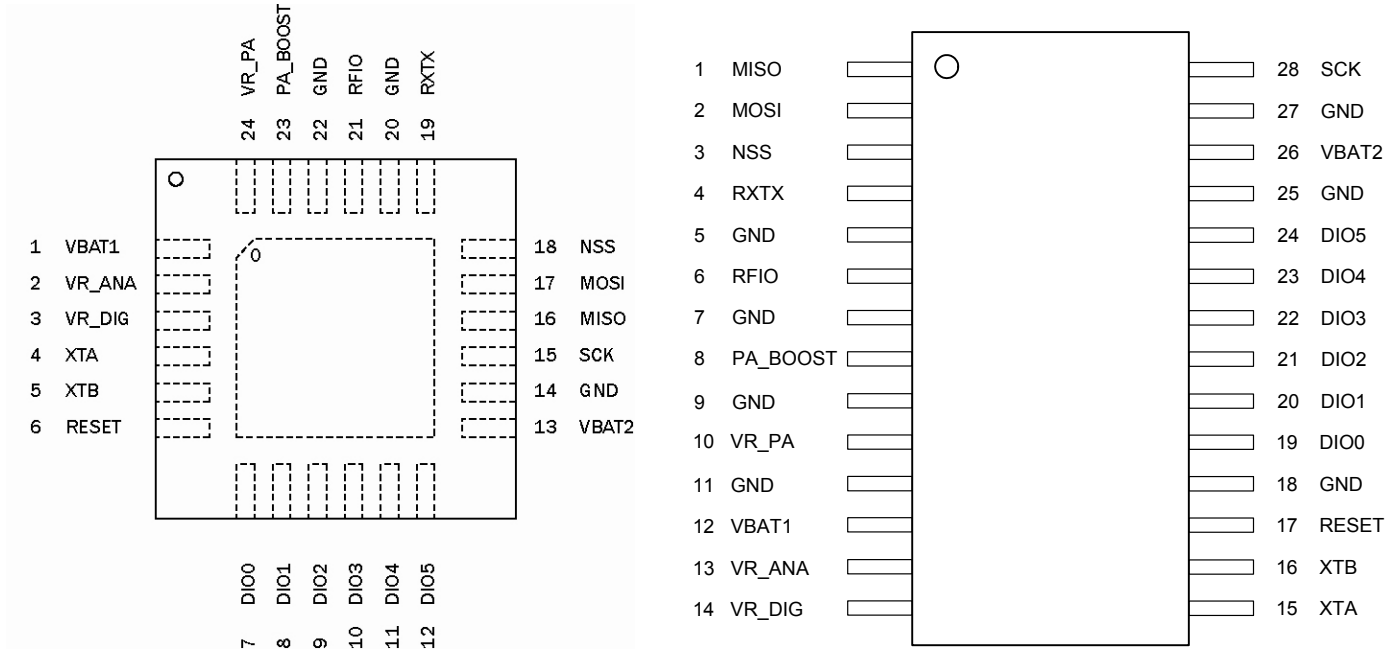 24 VR_PA
23 PA_BOOST
22 GND
21 RFIO
20 GND
19 RXTX
1 VBAT1
2 VR_ANA
3 VR_DIG
4 XTA
5 XTB
6 RESET
0
18 NSS
17 MOSI
16 MISO
15 SCK
14 GND
13 VBAT2
7 DIO0
8 DIO1
9 DIO2
10 DIO3
11 DIO4
12 DIO5
1 MISO
2 MOSI
3 NSS
4 RXTX
5 GND
6 RFIO
7 GND
8 PA_BOOST
9 GND
10 VR_PA
11 GND
12 VBAT1
13 VR_ANA
14 VR_DIG
28 SCK
27 GND
26 VBAT2
25 GND
24 DIO5
23 DIO4
22 DIO3
21 DIO2
20 DIO1
19 DIO0
18 GND
17 RESET
16 XTB
15 XTA